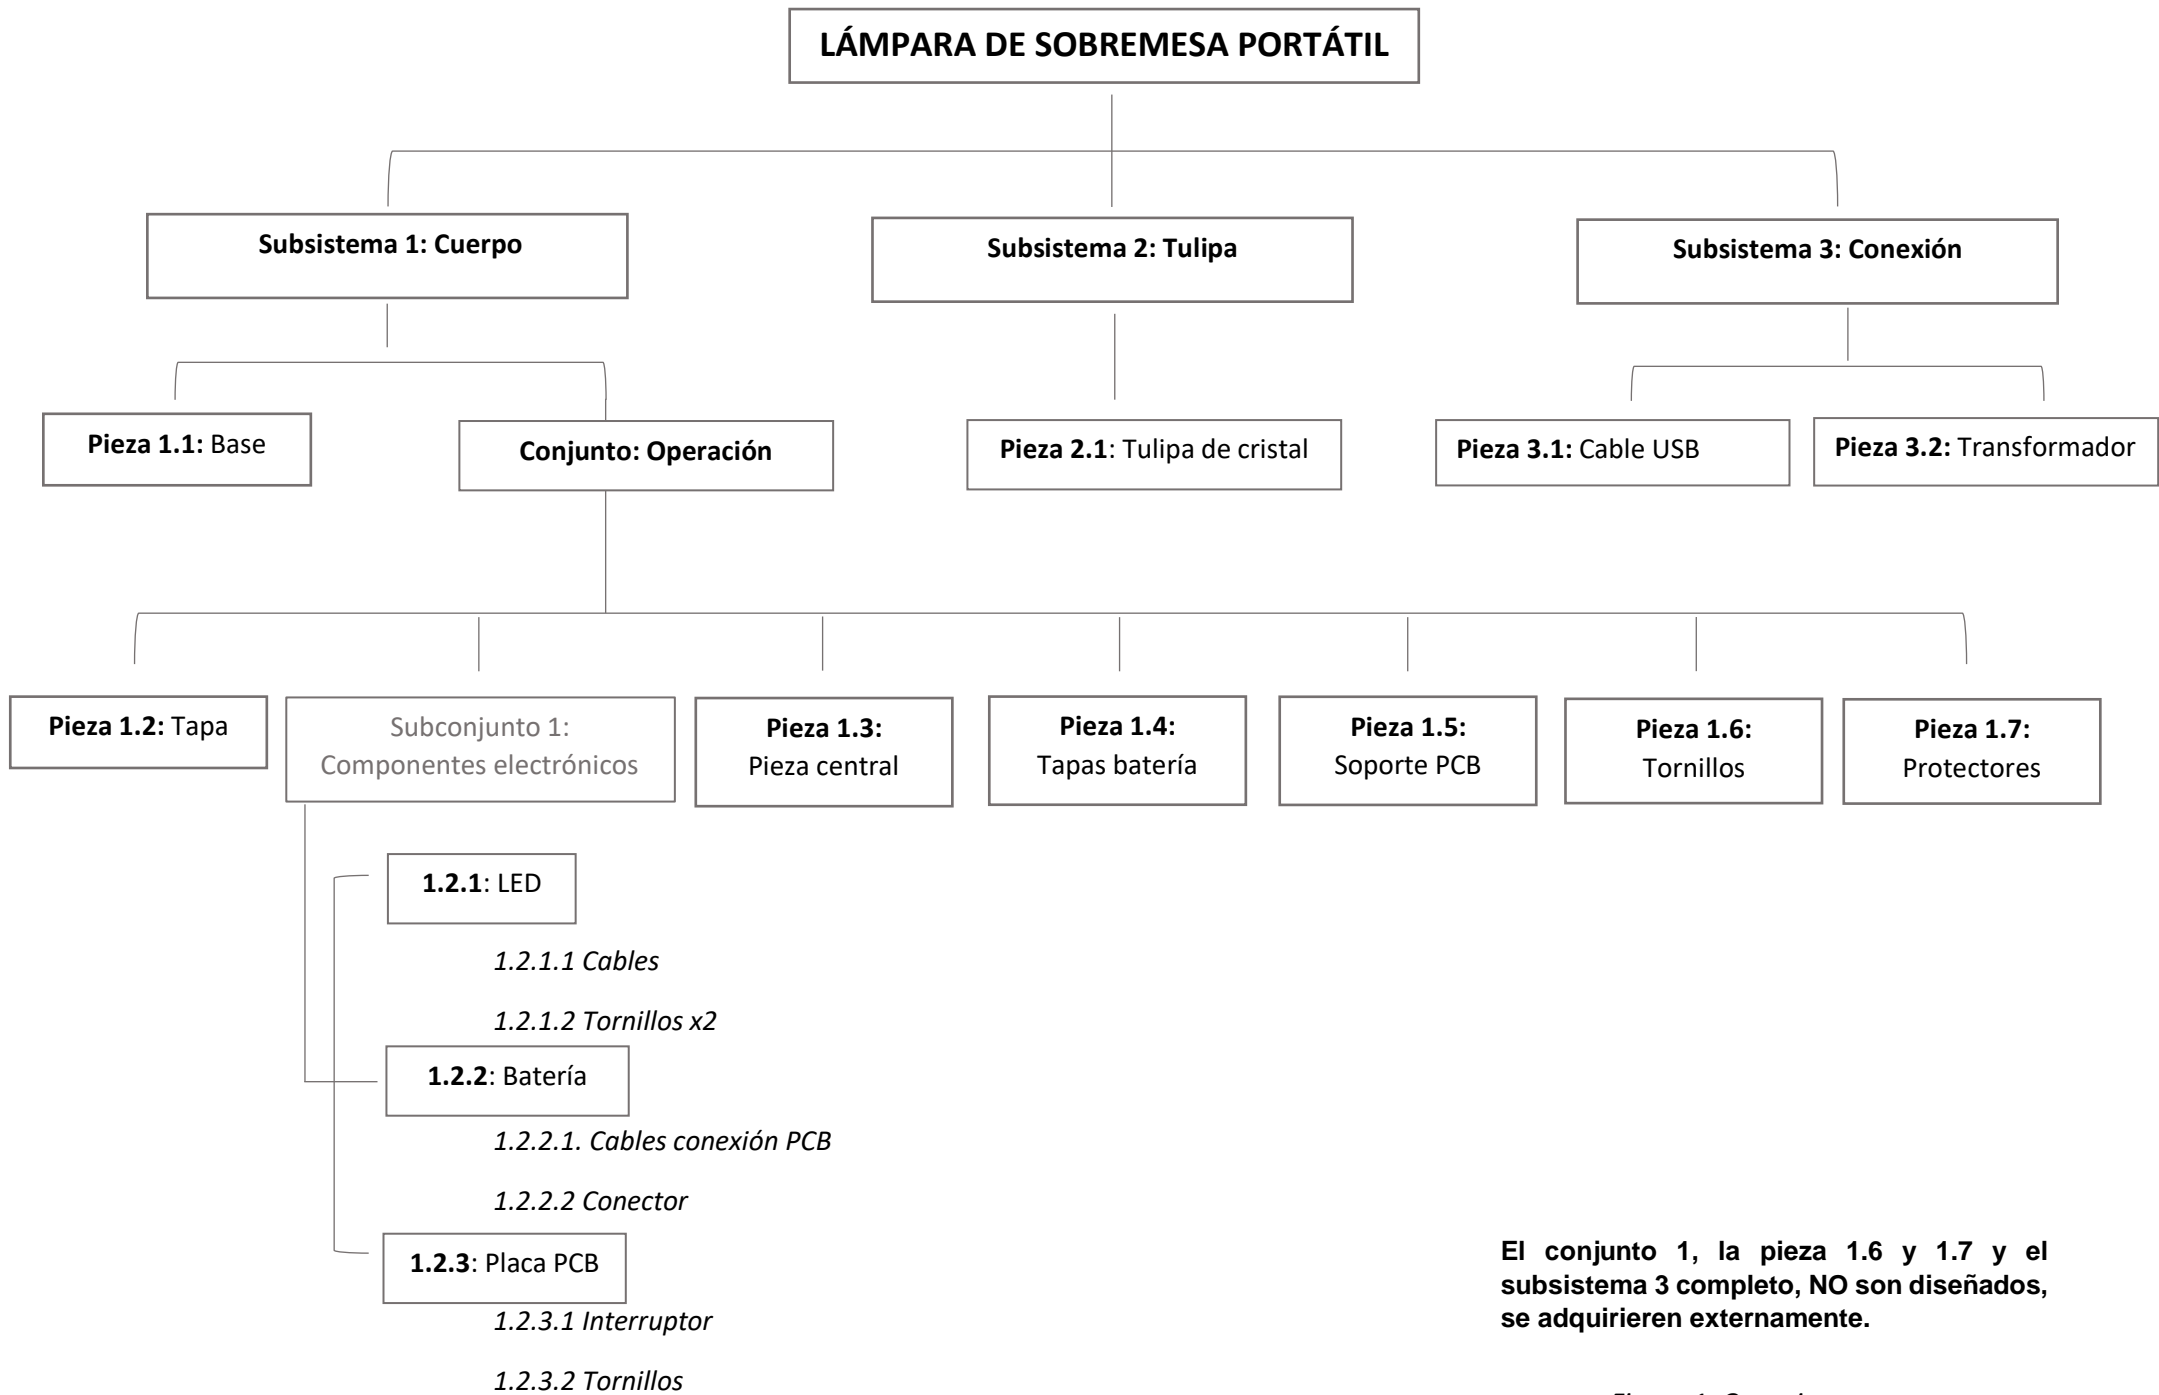 LÁMPARA DE SOBREMESA PORTÁTIL
Subsistema 1: Cuerpo
Subsistema 2: Tulipa
Subsistema 3: Conexión
Pieza 1.1: Base
Conjunto: Operación
Pieza 2.1: Tulipa de cristal
Pieza 3.1: Cable USB
Pieza 3.2: Transformador
Pieza 1.2: Tapa
Subconjunto 1:
Componentes electrónicos
Pieza 1.3:
Pieza central
Pieza 1.4:
Tapas batería
Pieza 1.5:
Soporte PCB
Pieza 1.6:
Tornillos
Pieza 1.7:
Protectores
1.2.1: LED
1.2.1.1 Cables
1.2.1.2 Tornillos x2
1.2.2: Batería
1.2.2.1. Cables conexión PCB
1.2.2.2 Conector
1.2.3: Placa PCB
1.2.3.1 Interruptor
1.2.3.2 Tornillos
El conjunto 1, la pieza 1.6 y 1.7 y el
subsistema 3 completo, NO son diseñados,
se adquirieren externamente.